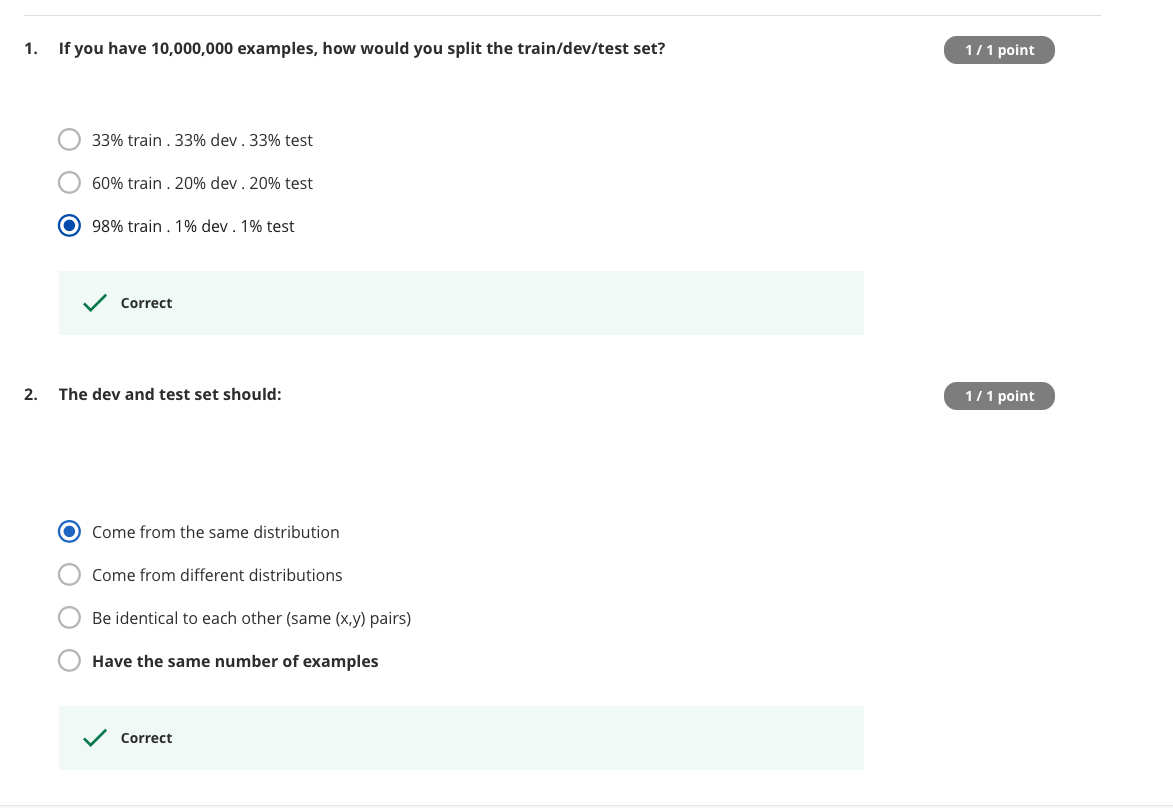 1. If you have 10,000,000 examples, how would you split the train/dev/test set?
1 / 1 point
33% train . 33% dev . 33% test
60% train . 20% dev . 20% test
98% train . 1% dev . 1% test
Correct
2. The dev and test set should:
1 / 1 point
Come from the same distribution
Come from different distributions
Be identical to each other (same (x,y) pairs)
Have the same number of examples
Correct